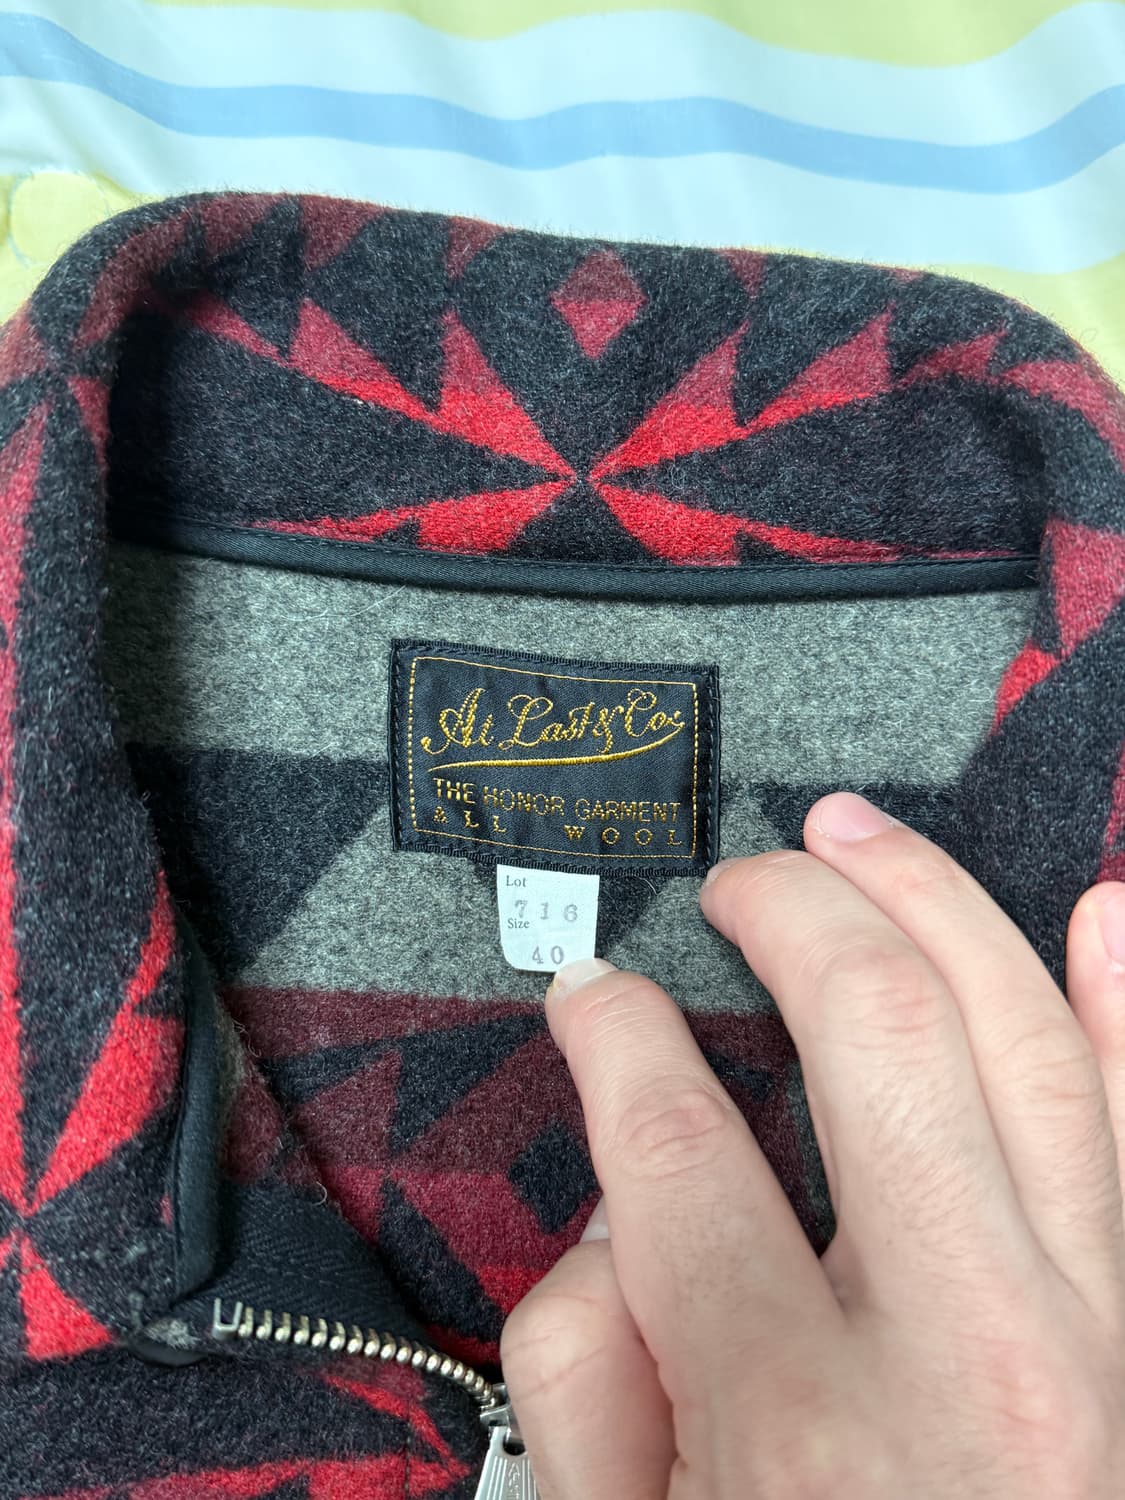 At Last & Co.
THE HONOR GARMENT
ALL WOOL
Lot
716
Size
40